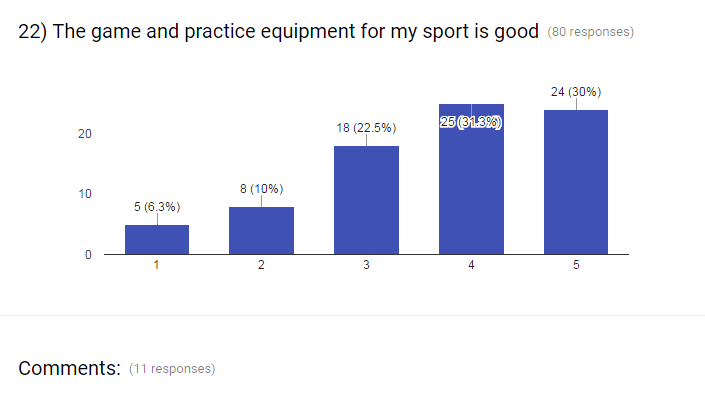 22) The game and practice equipment for my sport is good (80 responses)
24 (30%)
25 (31.3%)
18 (22.5%)
20
8 (10%)
10
5 (6.3%)
0
1 2 3 4 5
Comments: (11 responses)